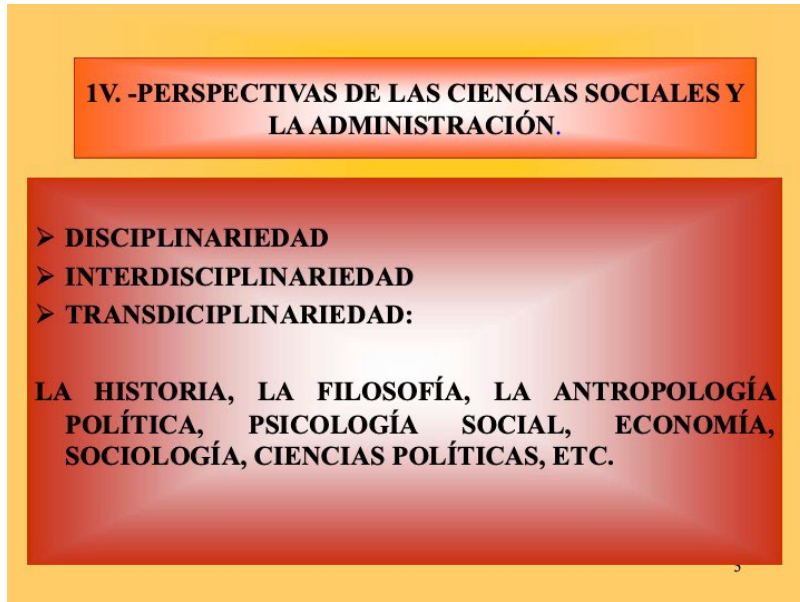 1V. -PERSPECTIVAS DE LAS CIENCIAS SOCIALES Y
LA ADMINISTRACIÓN.
➢ DISCIPLINARIEDAD
➢ INTERDISCIPLINARIEDAD
➢ TRANSDICIPLINARIEDAD:
LA HISTORIA, LA FILOSOFÍA, LA ANTROPOLOGÍA
POLÍTICA, PSICOLOGÍA SOCIAL, ECONOMÍA,
SOCIOLOGÍA, CIENCIAS POLÍTICAS, ETC.